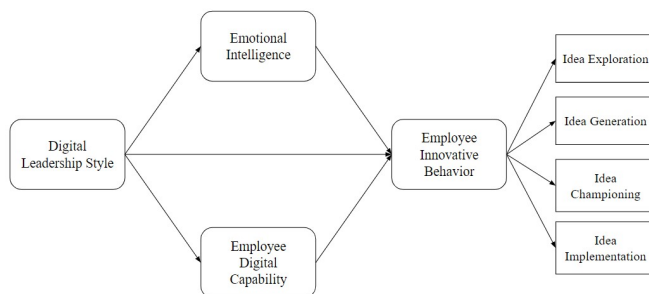 Emotional
Intelligence
Digital
Leadership Style
Employee
Digital
Capability
Employee
Innovative
Behavior
Idea Exploration
Idea Generation
Idea
Championing
Idea
Implementation